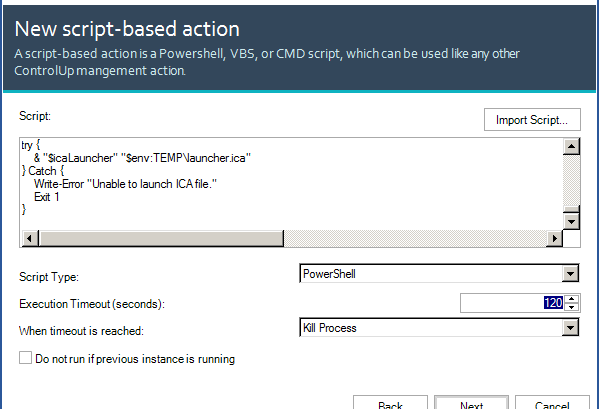 New script-based action
A script-based action is a Powershell, VBS, or CMD script, which can be used like any other
ControlUp mangement action.
Script:
Import Script...
try {
& "$icaLauncher" "$env:TEMP\launcher.ica"
} Catch {
Write-Error "Unable to launch ICA file."
Exit 1
}
Script Type:
PowerShell
Execution Timeout (seconds):
120
When timeout is reached:
Kill Process
Do not run if previous instance is running
Back
Next
Cancel